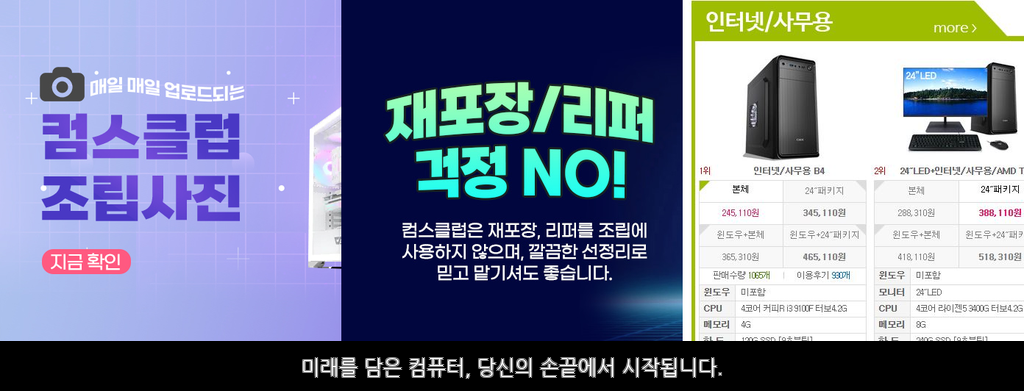 매일 매일 업로드되는
컴스클럽
조립사진
지금 확인
재포장/리퍼
걱정 NO!
컴스클럽은 재포장, 리퍼를 조립에
사용하지 않으며, 깔끔한 선정리로
믿고 맡기셔도 좋습니다.
인터넷/사무용
more >
24"LED
1위 인터넷/사무용 B4
본체 24"패키지
245,110원 345,110원
윈도우+본체 윈도우+24"패키지
365,310원 465,110원
판매수량 1065개 이용후기 930개
윈도우 미포함
CPU 4코어 커피R i3 9100F 터보4.2G
메모리 4G
2위 24"LED+인터넷/사무용/AMD T
본체 24"패키지
288,310원 388,110원
윈도우+본체 윈도우+24"패키
418,110원 518,310원
윈도우 미포함
모니터 24"LED
CPU 4코어 라이젠5 3400G 터보4.2G
메모리 8G
미래를 담은 컴퓨터, 당신의 손끝에서 시작됩니다.